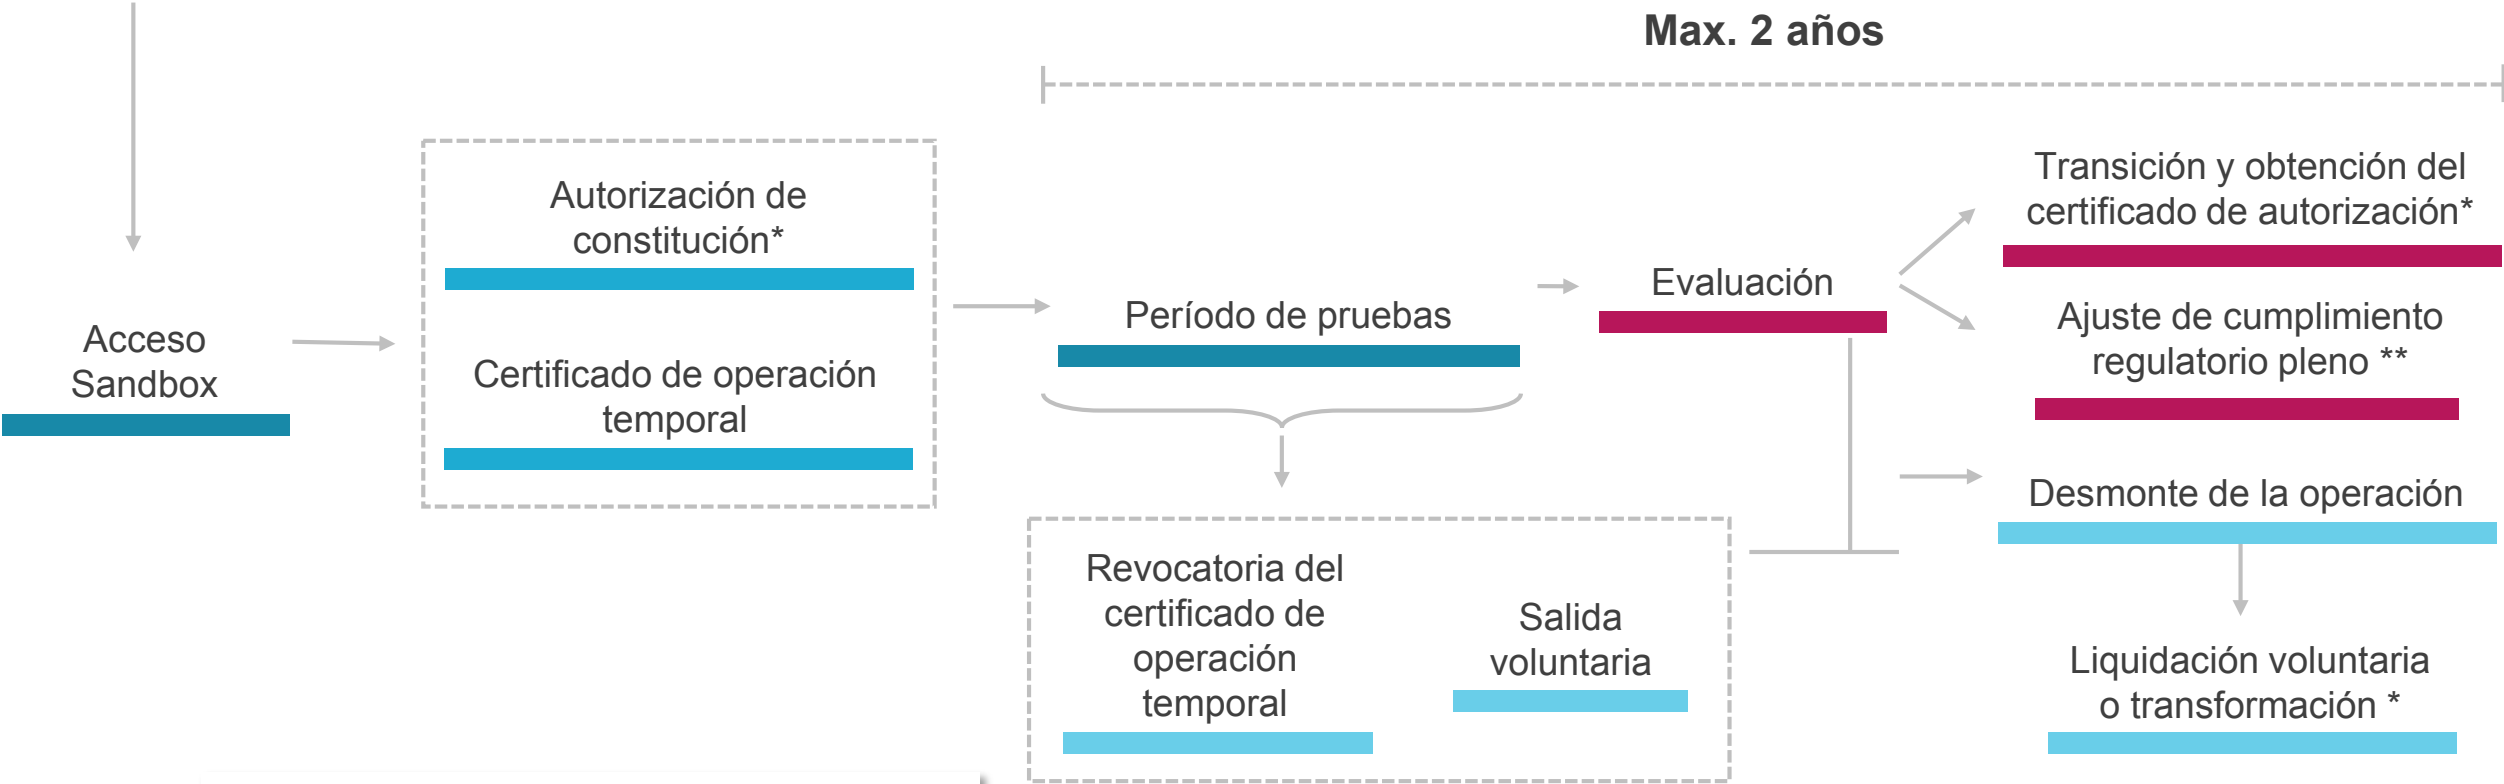 Max. 2 años
Acceso
Sandbox
Autorización de
constitución*
Certificado de operación
temporal
Período de pruebas
Evaluación
Transición y obtención del
certificado de autorización*
Ajuste de cumplimiento
regulatorio pleno **
Desmonte de la operación
Liquidación voluntaria
o transformación *
Revocatoria del
certificado de
operación
temporal
Salida
voluntaria